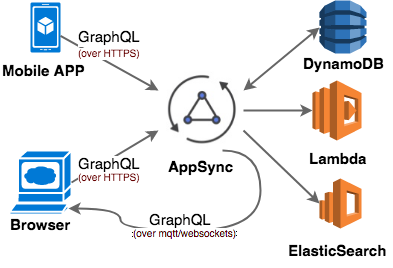 GraphQL
(over HTTPS)
Mobile APP
DynamoDB
GraphQL
(over HTTPS)
AppSync
Lambda
Browser
GraphQL
:(over mqtt/websockets):
ElasticSearch